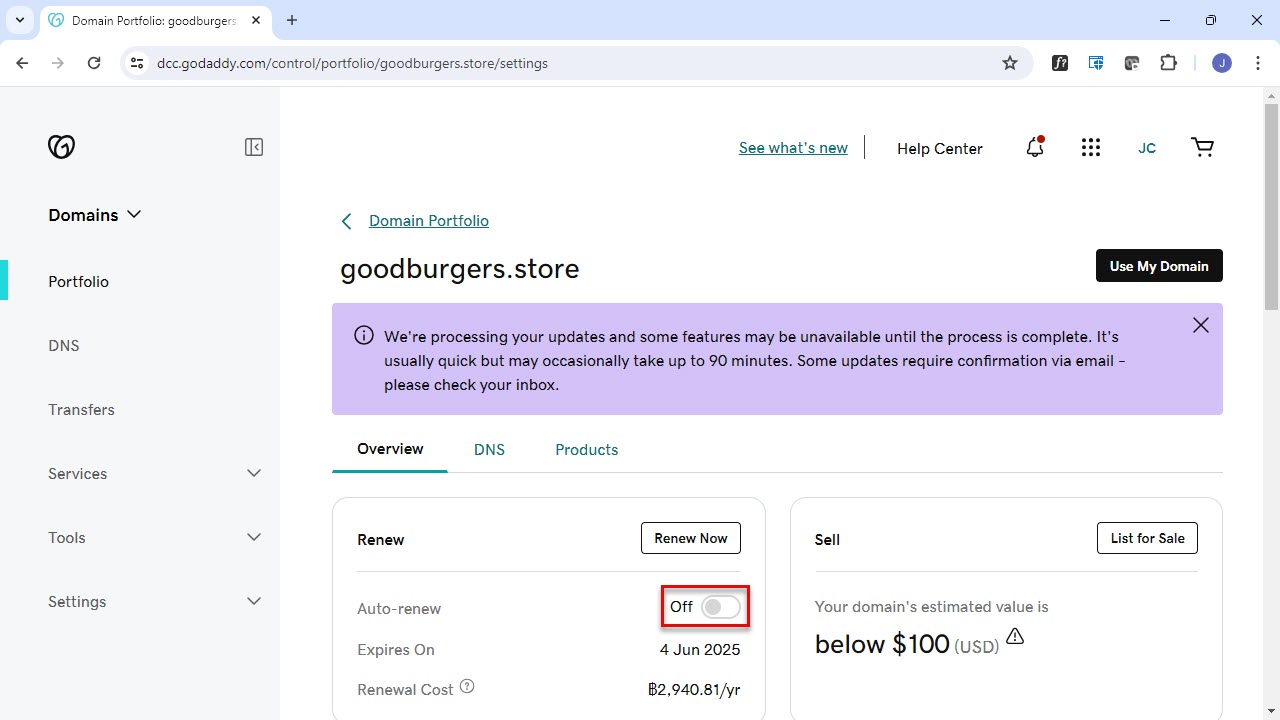 Domain Portfolio: goodburgers
dcc.godaddy.com/control/portfolio/goodburgers.store/settings
J
See what's new
Help Center
JC
Domains
Portfolio
DNS
Transfers
Services
Tools
Settings
Domain Portfolio
goodburgers.store
Use My Domain
We're processing your updates and some features may be unavailable until the process is complete. It's
usually quick but may occasionally take up to 90 minutes. Some updates require confirmation via email –
please check your inbox.
Overview
DNS
Products
Renew
Renew Now
Auto-renew
Off
Expires On
4 Jun 2025
Renewal Cost
฿2,940.81/yr
Sell
List for Sale
Your domain's estimated value is
below $100 (USD)